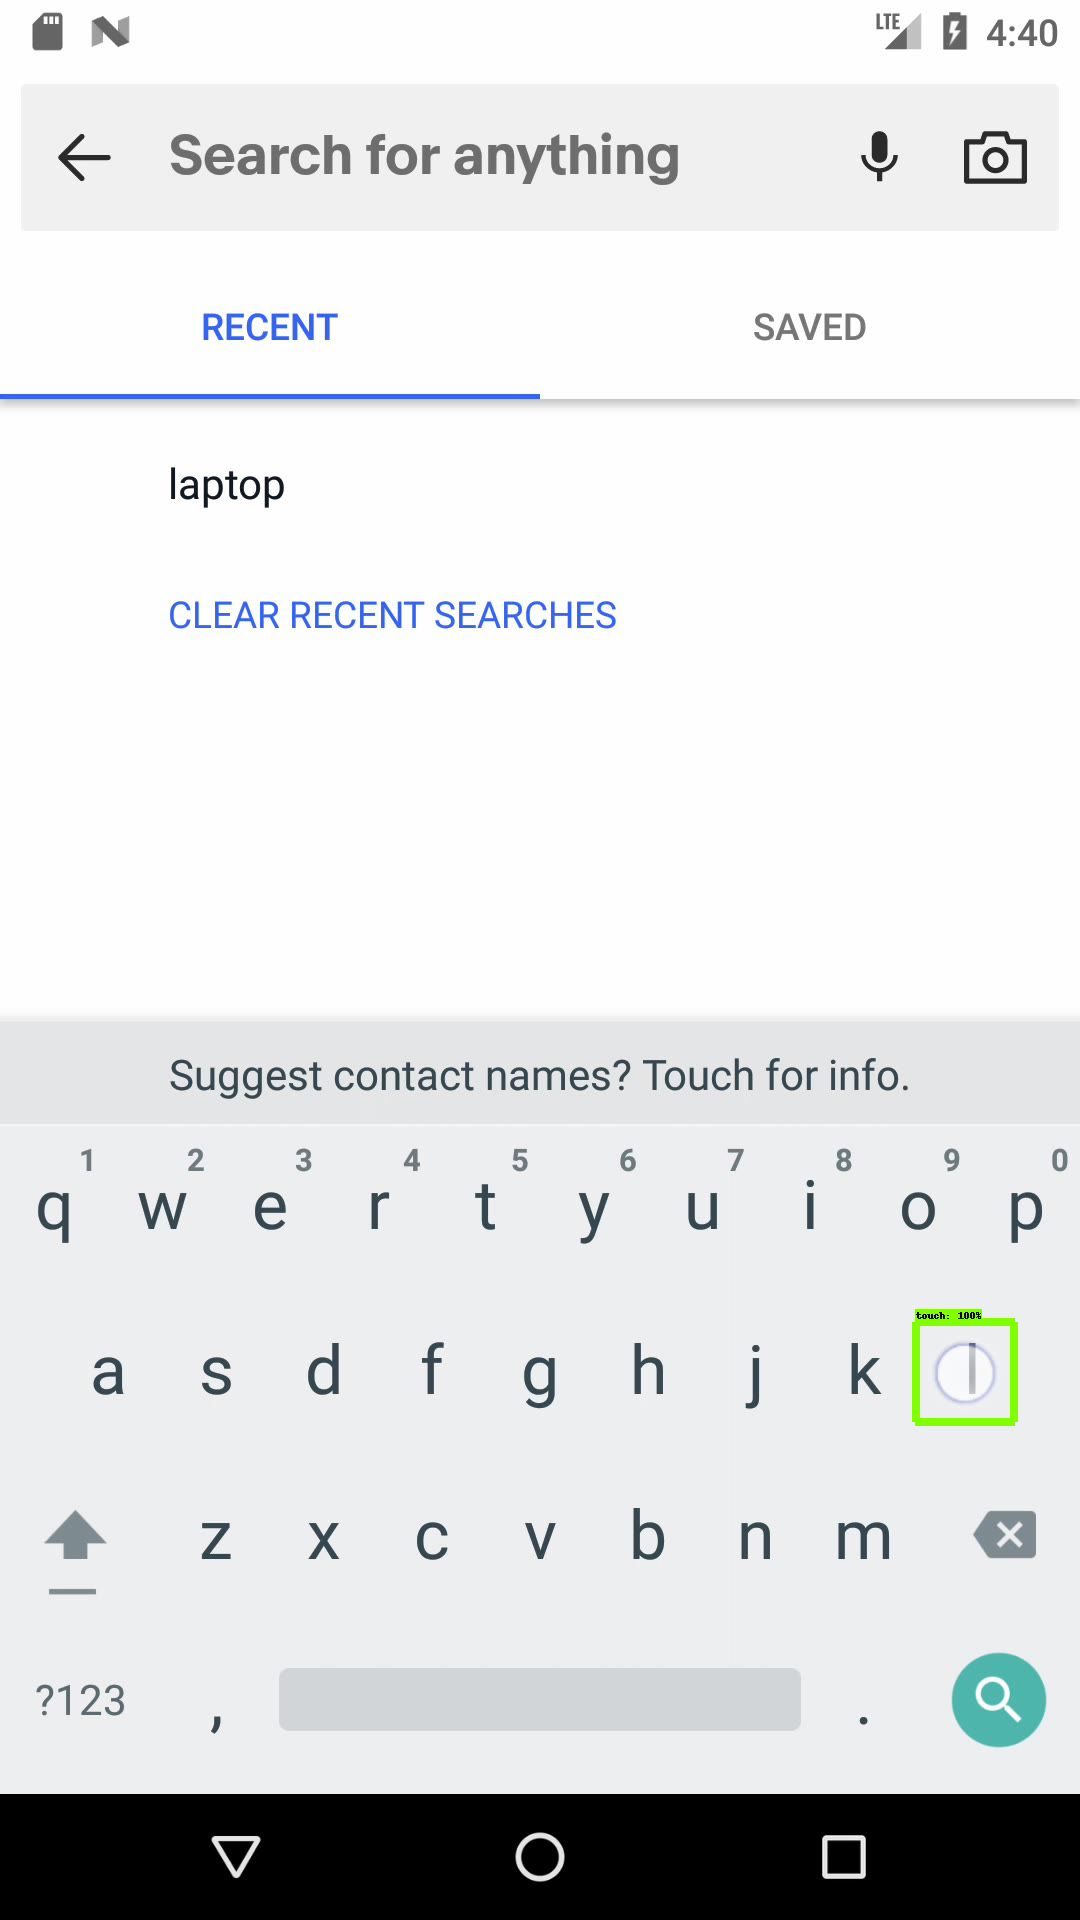 LTE 4:40
Search for anything
RECENT SAVED
laptop
CLEAR RECENT SEARCHES
Suggest contact names? Touch for info.
1 2 3 4 5 6 7 8 9 0
q w e r t y u i o p
touch: 100%
a s d f g h j k l
z x c v b n m
?123 , .